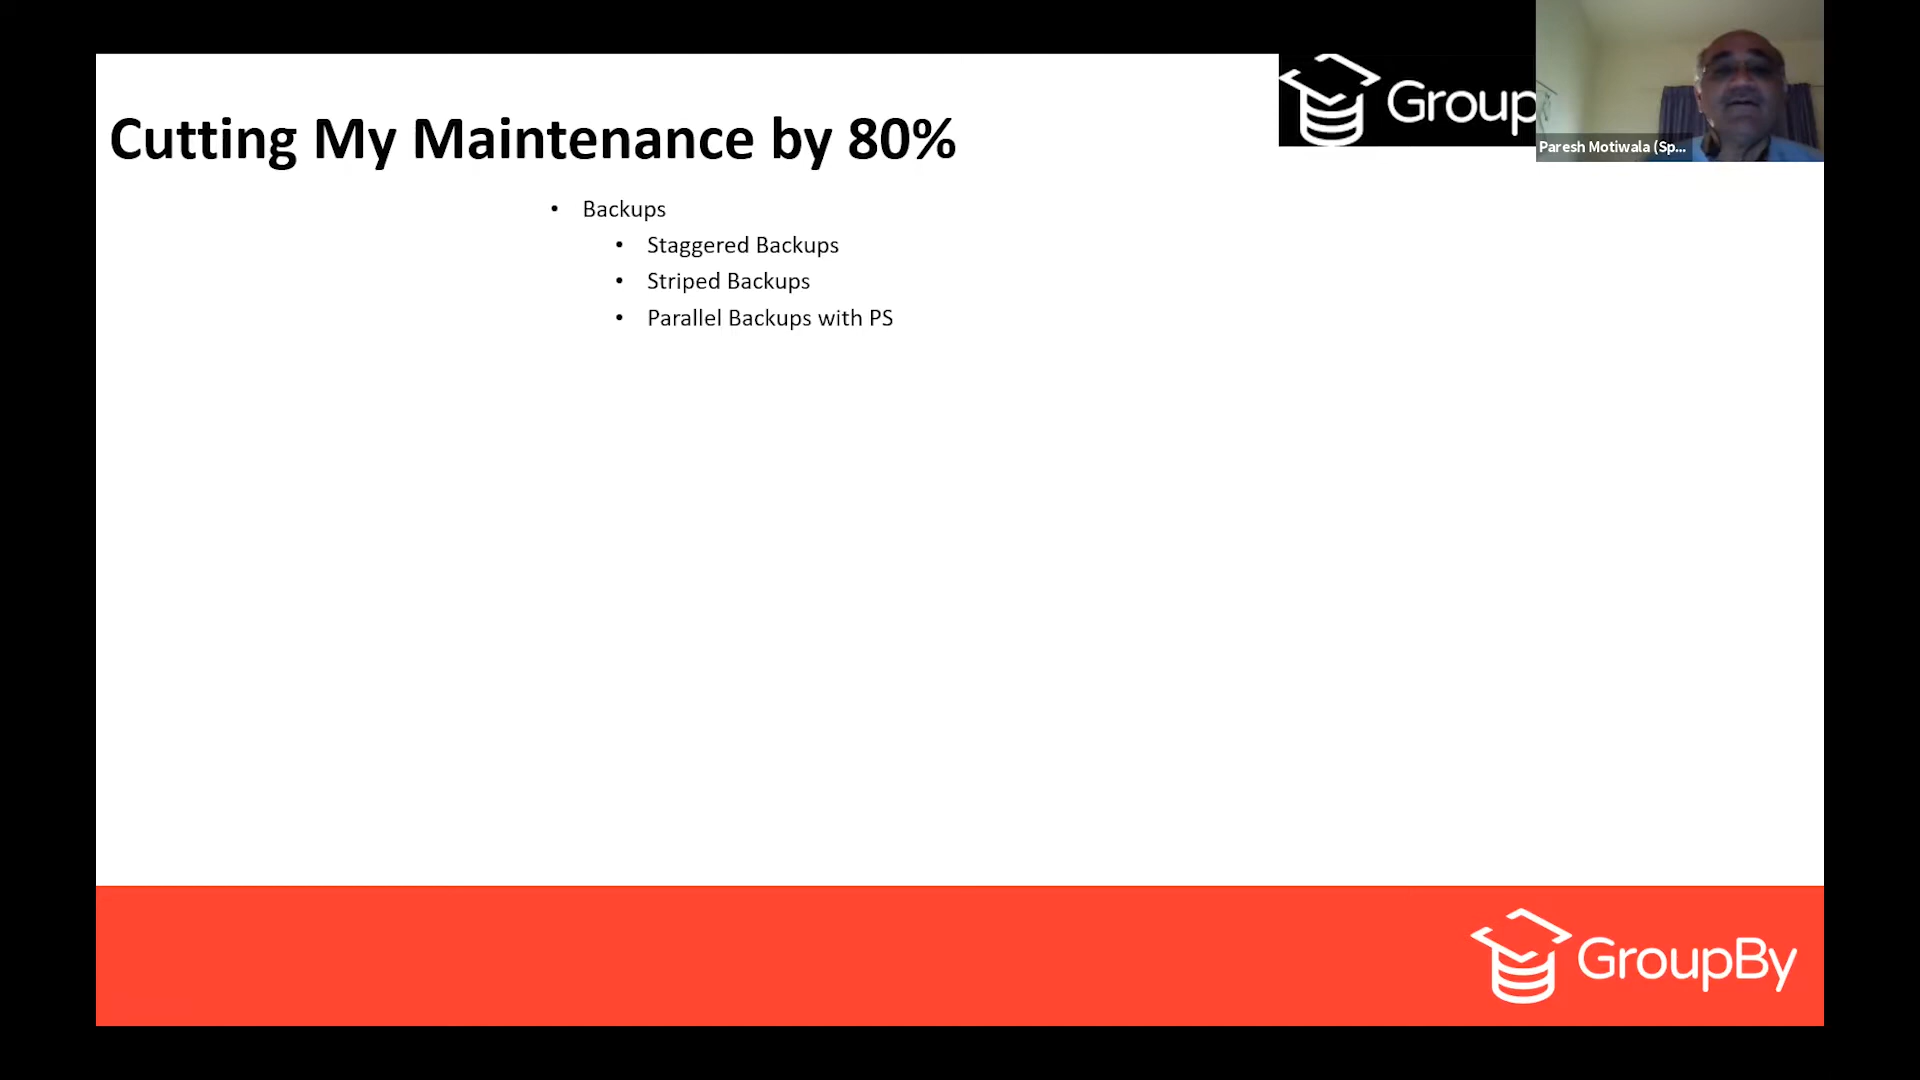 Cutting My Maintenance by 80%
Group
Paresh Motiwala (Sp...
• Backups
• Staggered Backups
• Striped Backups
• Parallel Backups with PS
GroupBy